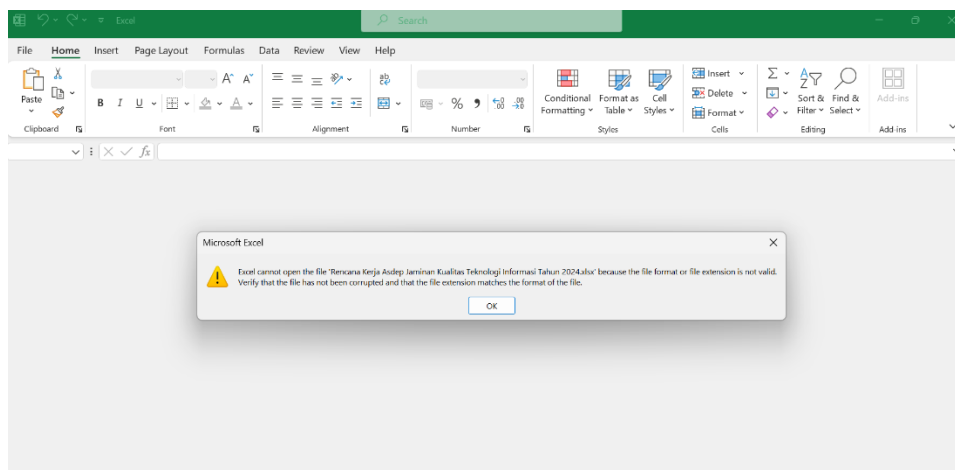 Excel
Search
File Home Insert Page Layout Formulas Data Review View Help
Paste
B I U
A A
A
ab
% 9
Conditional Formatting
Format as Table
Cell Styles
Insert
Delete
Format
Σ
Sort & Filter
Find & Select
Add-ins
Clipboard Font Alignment Number Styles Cells Editing Add-ins
fx
Microsoft Excel
Excel cannot open the file 'Rencana Kerja Asdep Jaminan Kualitas Teknologi Informasi Tahun 2024.xlsx' because the file format or file extension is not valid.
Verify that the file has not been corrupted and that the file extension matches the format of the file.
OK